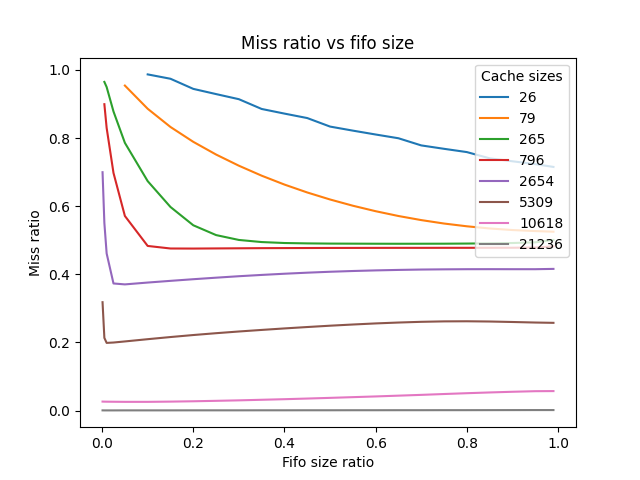 Miss ratio vs fifo size
Cache sizes
26
79
265
796
2654
5309
10618
21236
Miss ratio
1.0
0.8
0.6
0.4
0.2
0.0
0.0 0.2 0.4 0.6 0.8 1.0
Fifo size ratio